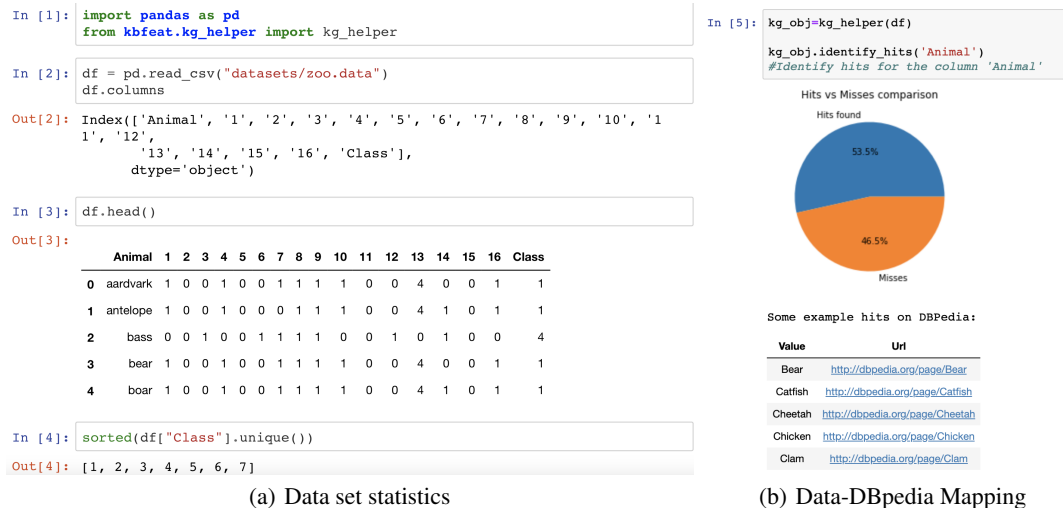 In [1]: import pandas as pd
from kbfeat.kg_helper import kg_helper
In [2]: df = pd.read_csv("datasets/zoo.data")
df.columns
Out[2]: Index(['Animal', '1', '2', '3', '4', '5', '6', '7', '8', '9', '10', '1
1', '12',
'13', '14', '15', '16', 'Class'],
dtype='object')
In [3]: df.head()
Out[3]:
Animal 1 2 3 4 5 6 7 8 9 10 11 12 13 14 15 16 Class
0 aardvark 1 0 0 1 0 0 1 1 1 1 0 0 4 0 0 1 1
1 antelope 1 0 0 1 0 0 0 1 1 1 0 0 4 1 0 1 1
2 bass 0 0 1 0 0 1 1 1 1 0 0 1 0 1 0 0 4
3 bear 1 0 0 1 0 0 1 1 1 1 0 0 4 0 0 1 1
4 boar 1 0 0 1 0 0 1 1 1 1 0 0 4 1 0 1 1
In [4]: sorted(df["Class"].unique())
Out[4]: [1, 2, 3, 4, 5, 6, 7]
(a) Data set statistics
In [5]: kg_obj=kg_helper(df)
kg_obj.identify_hits('Animal')
#Identify hits for the column 'Animal'
Hits vs Misses comparison
Hits found
53.5%
46.5%
Misses
Some example hits on DBPedia:
Value Url
Bear http://dbpedia.org/page/Bear
Catfish http://dbpedia.org/page/Catfish
Cheetah http://dbpedia.org/page/Cheetah
Chicken http://dbpedia.org/page/Chicken
Clam http://dbpedia.org/page/Clam
(b) Data-DBpedia Mapping